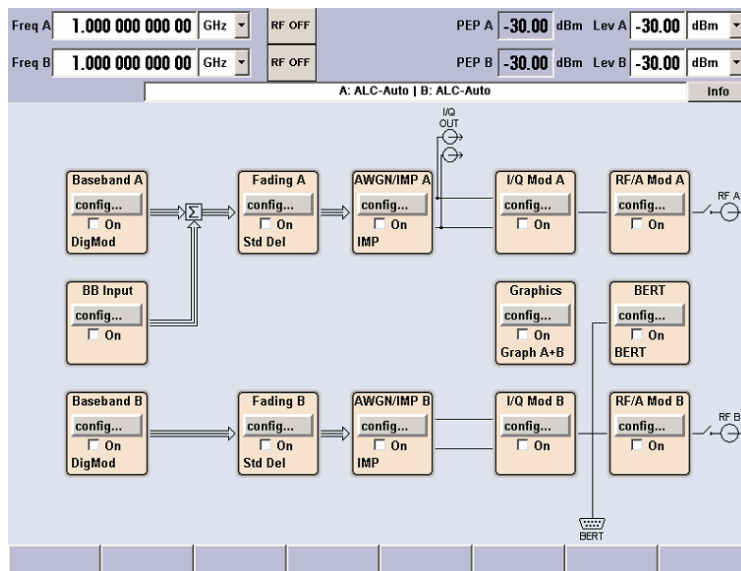 Freq A 1.000 000 000 00 GHz RF OFF PEP A -30.00 dBm Lev A -30.00 dBm
Freq B 1.000 000 000 00 GHz RF OFF PEP B -30.00 dBm Lev B -30.00 dBm
A: ALC-Auto | B: ALC-Auto Info
I/Q
OUT
Baseband A Fading A AWGN/IMP A I/Q Mod A RF/A Mod A
config... config... config... config... config... RF A
Σ
On On On On On
DigMod Std Del IMP
BB Input Graphics BERT
config... config... config...
On On On
Graph A+B BERT
Baseband B Fading B AWGN/IMP B I/Q Mod B RF/A Mod B
config... config... config... config... config... RF B
On On On On On
DigMod Std Del IMP
BERT